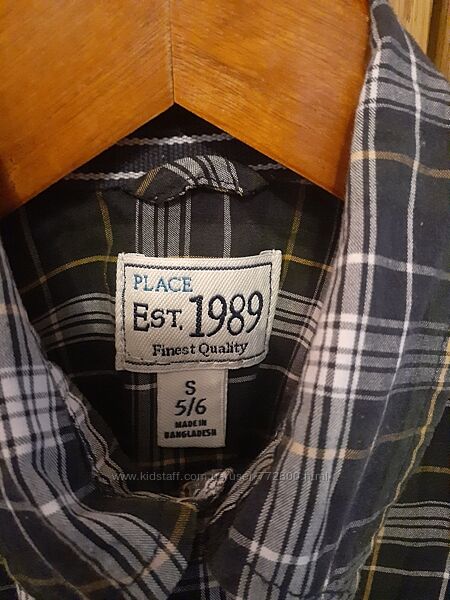 PLACE
EST. 1989
Finest Quality
S
5/6
MADE IN
BANGLADESH